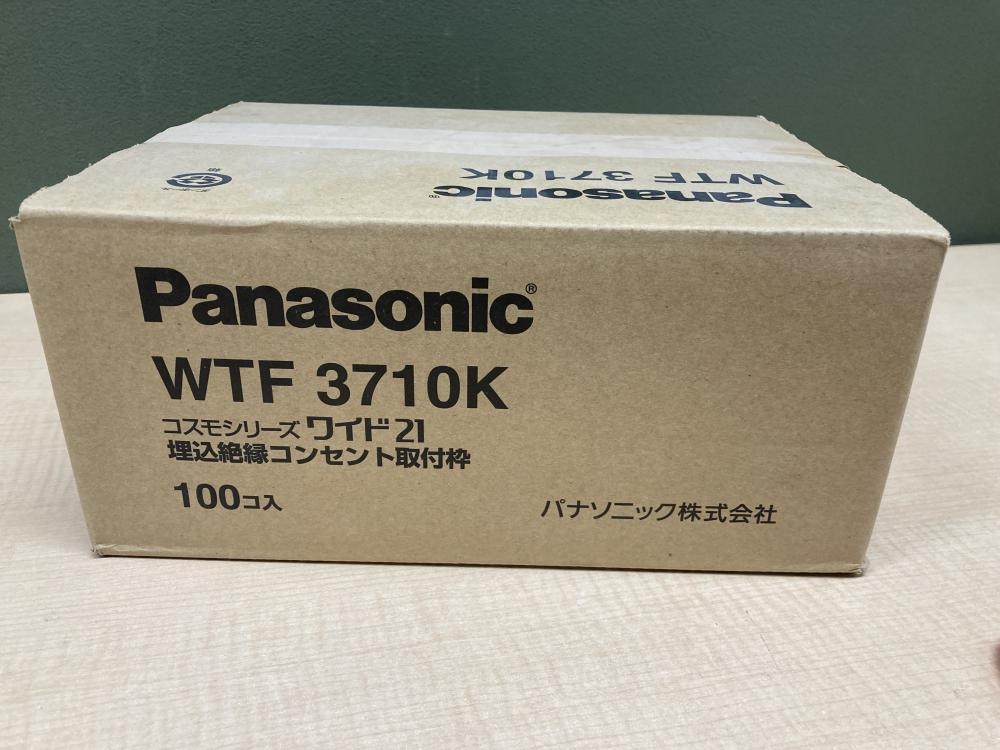 WTF 3710K
Panasonic®
Panasonic®
WTF 3710K
コスモシリーズ ワイド21
埋込絶縁コンセント取付枠
100コ入
パナソニック株式会社